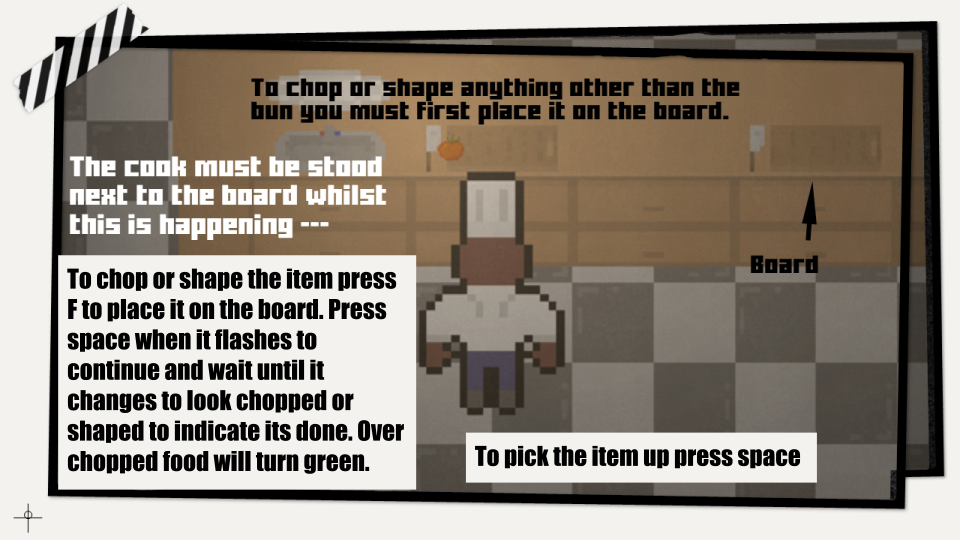 To chop or shape anything other than the
bun you must first place it on the board.
The cook must be stood
next to the board whilst
this is happening ---
Board
To chop or shape the item press
F to place it on the board. Press
space when it flashes to
continue and wait until it
changes to look chopped or
shaped to indicate its done. Over
chopped food will turn green.
To pick the item up press space